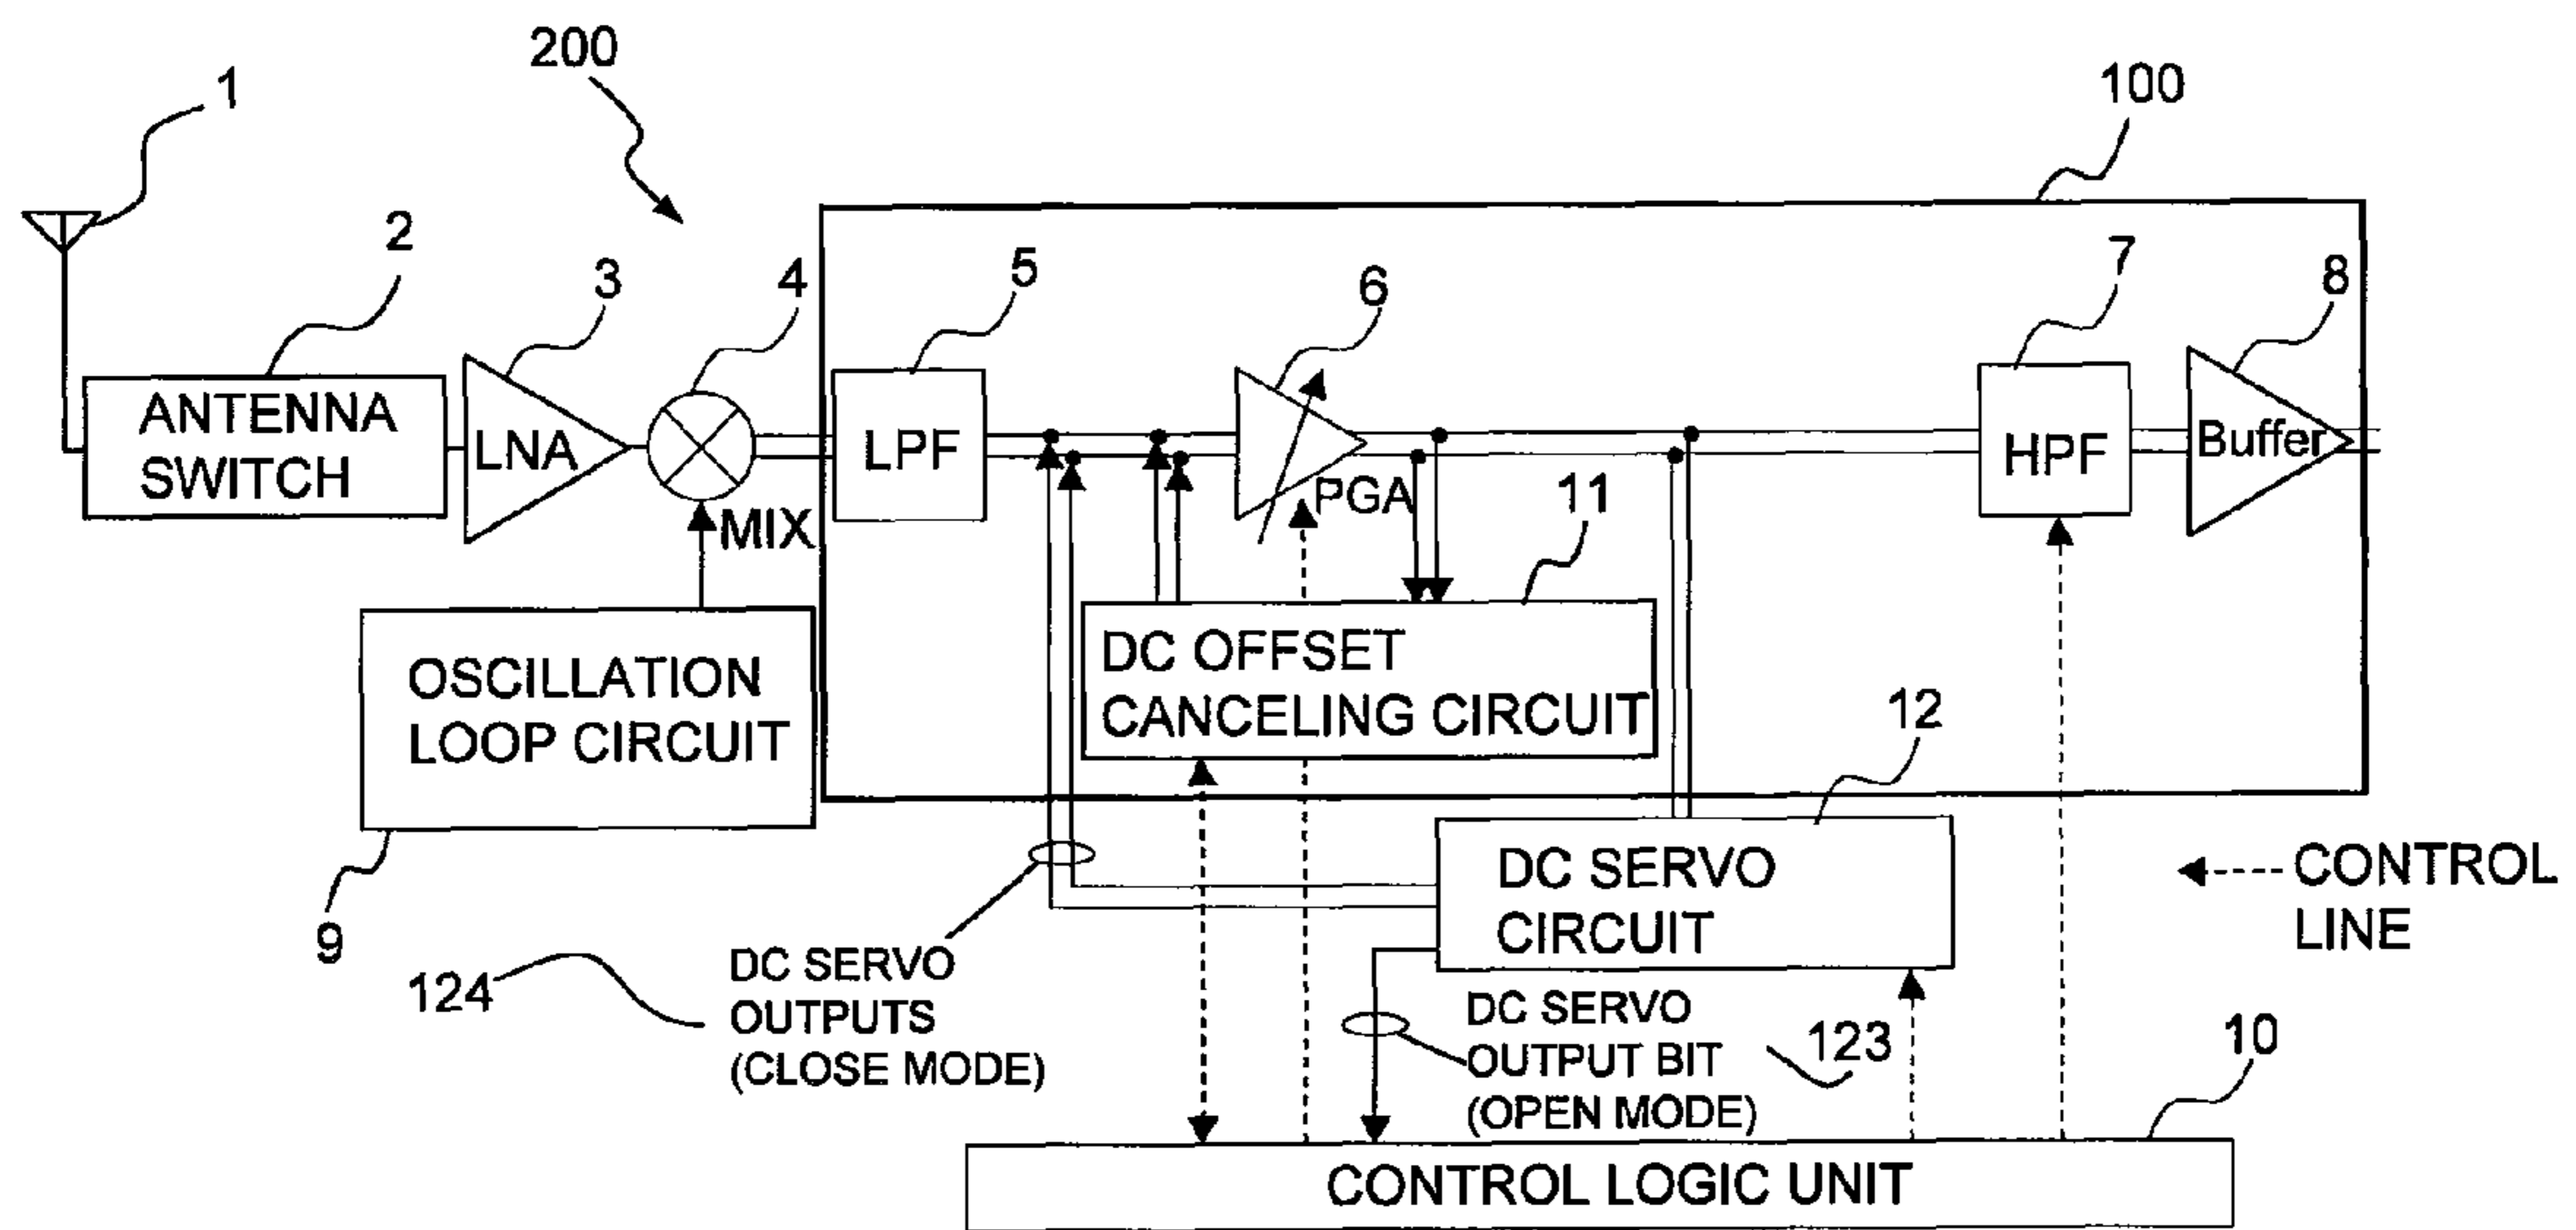 200
1
100
2
3
4
5
6
7
8
ANTENNA
SWITCH
LNA
MIX
LPF
PGA
HPF
Buffer
11
OSCILLATION
LOOP CIRCUIT
DC OFFSET
CANCELING CIRCUIT
12
9
DC SERVO
CIRCUIT
CONTROL
LINE
124
DC SERVO
OUTPUTS
(CLOSE MODE)
DC SERVO
OUTPUT BIT
(OPEN MODE)
123
10
CONTROL LOGIC UNIT